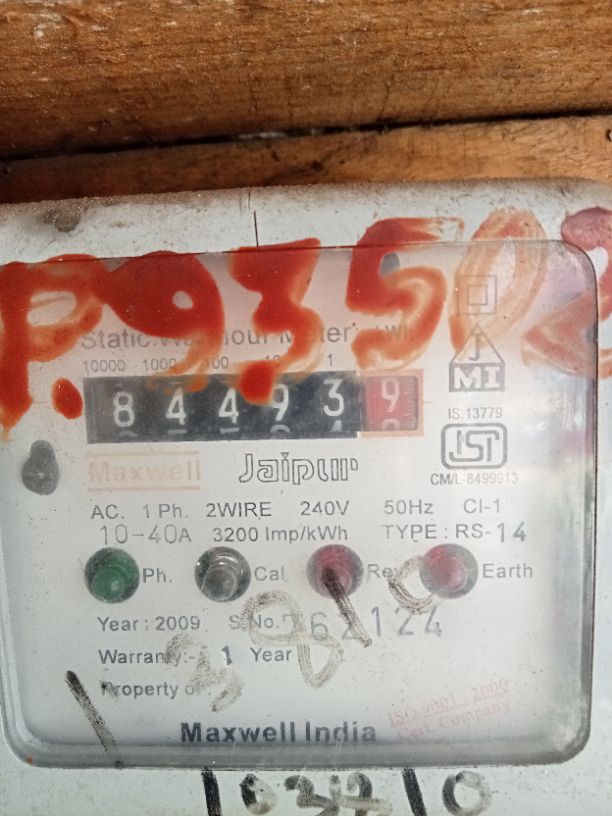 P.93502
Static Watthour Meter kWh
10000 1000 100 10 1
8 4 4 9 3 9
J
MI
IS.13779
ISI
CM/L-8499913
Maxwell Jaipur
AC. 1 Ph. 2WIRE 240V 50Hz Cl-1
10-40A 3200 Imp/kWh TYPE : RS-14
Ph. Cal Rev Earth
Year : 2009 S.No. 762124
Warranty:- 1 Year
Property of
ISO 9001 : 2000
Cert. Company
Maxwell India